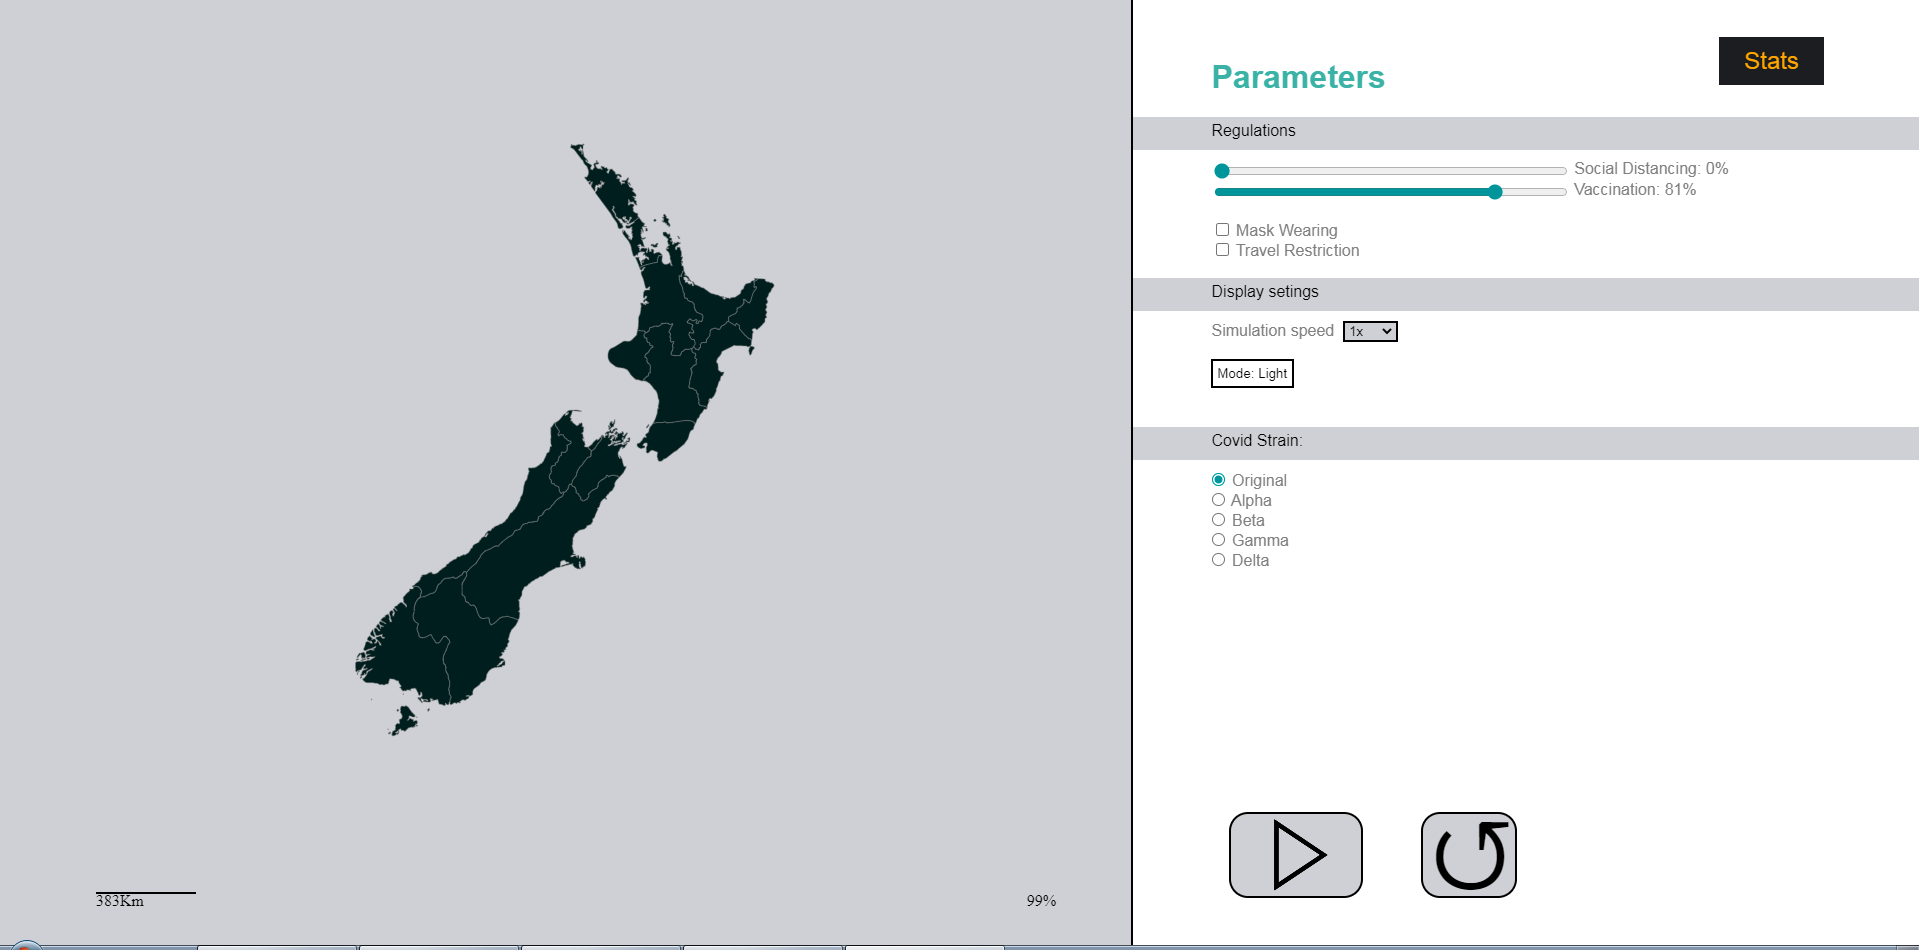 Stats
Parameters
Regulations
Social Distancing: 0%
Vaccination: 81%
Mask Wearing
Travel Restriction
Display setings
Simulation speed 1x
Mode: Light
Covid Strain:
Original
Alpha
Beta
Gamma
Delta
383Km
99%